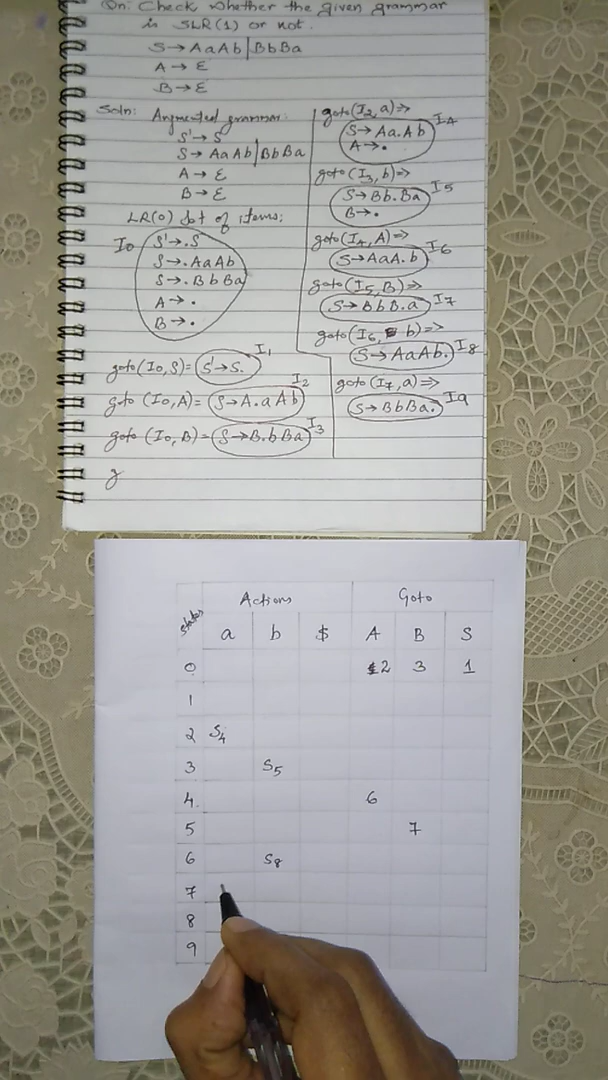 Qn: Check whether the given grammar
is SLR(1) or not.
S → AaAb | BbBa
A → ε
B → ε
Soln: Augmented grammar:
S' → S
S → AaAb | BbBa
A → ε
B → ε
LR(0) set of items:
I0
S' → .S
S → .AaAb
S → .BbBa
A → .
B → .
goto (I0, S) = S' → S. I1
goto (I0, A) = S → A.aAb I2
goto (I0, B) = S → B.bBa I3
g
goto (I2, a) =>
S → Aa.Ab I4
A → .
goto (I3, b) =>
S → Bb.Ba I5
B → .
goto (I4, A) =>
S → AaA.b I6
goto (I5, B) =>
S → BbB.a I7
goto (I6, b) =>
S → AaAb. I8
goto (I7, a) =>
S → BbBa. I9
States Actions Goto
a b $ A B S
0 2 3 1
1
2 S4
3 S5
4. 6
5 7
6 S8
7
8
9